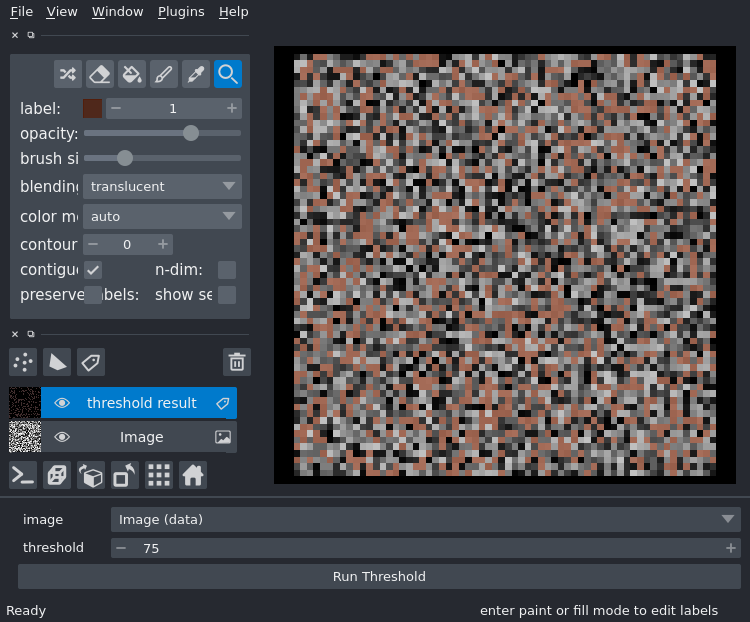 File View Window Plugins Help
label: 1
opacity:
brush si
blending translucent
color m auto
contour 0
contigu n-dim:
preserve abels: show se
threshold result
Image
image Image (data)
threshold 75
Run Threshold
Ready enter paint or fill mode to edit labels